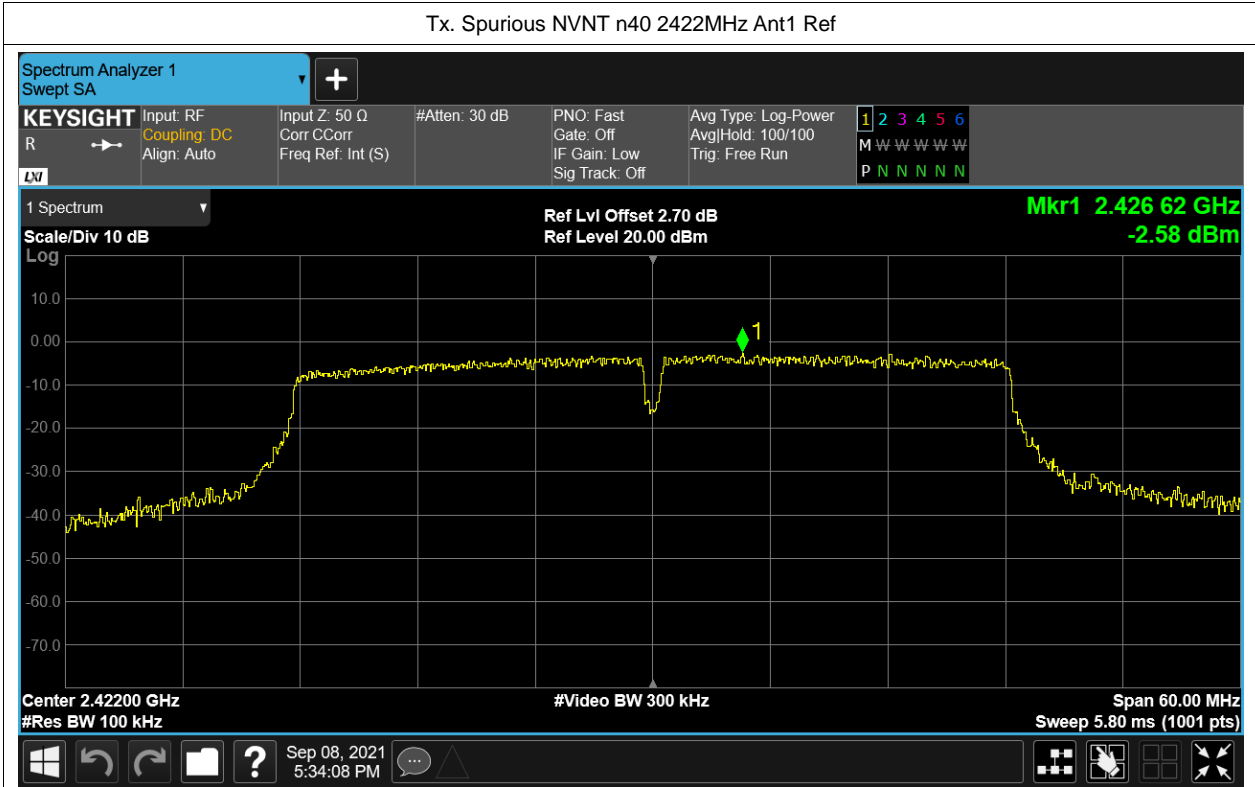 Tx. Spurious NVNT n40 2422MHz Ant1 Ref
Spectrum Analyzer 1
Swept SA
KEYSIGHT
R
LXI
Input: RF
Coupling: DC
Align: Auto
Input Z: 50 Ω
Corr CCorr
Freq Ref: Int (S)
#Atten: 30 dB
PNO: Fast
Gate: Off
IF Gain: Low
Sig Track: Off
Avg Type: Log-Power
Avg|Hold: 100/100
Trig: Free Run
1 2 3 4 5 6
M W W W W W
P N N N N N
1 Spectrum
Scale/Div 10 dB
Log
Ref Lvl Offset 2.70 dB
Ref Level 20.00 dBm
Mkr1 2.426 62 GHz
-2.58 dBm
10.0
0.00
-10.0
-20.0
-30.0
-40.0
-50.0
-60.0
-70.0
1
Center 2.42200 GHz
#Res BW 100 kHz
#Video BW 300 kHz
Span 60.00 MHz
Sweep 5.80 ms (1001 pts)
?
Sep 08, 2021
5:34:08 PM